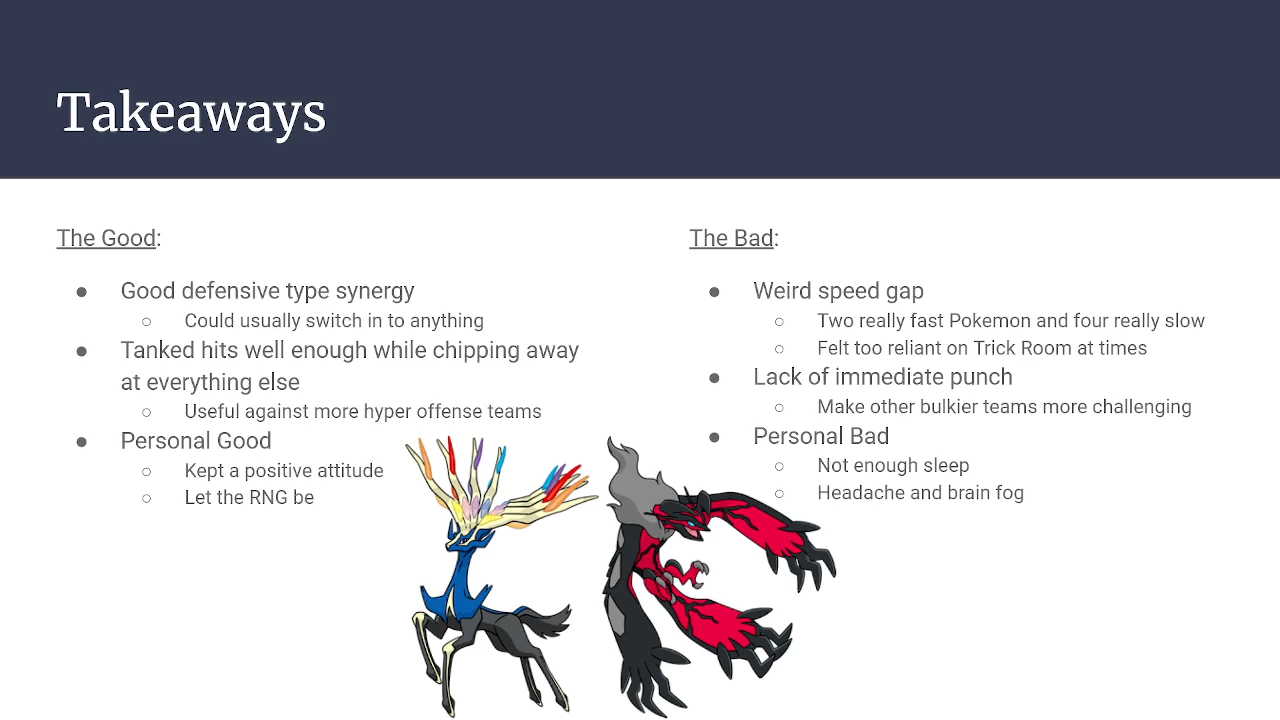 Takeaways
The Good:
● Good defensive type synergy
○ Could usually switch in to anything
● Tanked hits well enough while chipping away
at everything else
○ Useful against more hyper offense teams
● Personal Good
○ Kept a positive attitude
○ Let the RNG be
The Bad:
● Weird speed gap
○ Two really fast Pokemon and four really slow
○ Felt too reliant on Trick Room at times
● Lack of immediate punch
○ Make other bulkier teams more challenging
● Personal Bad
○ Not enough sleep
○ Headache and brain fog